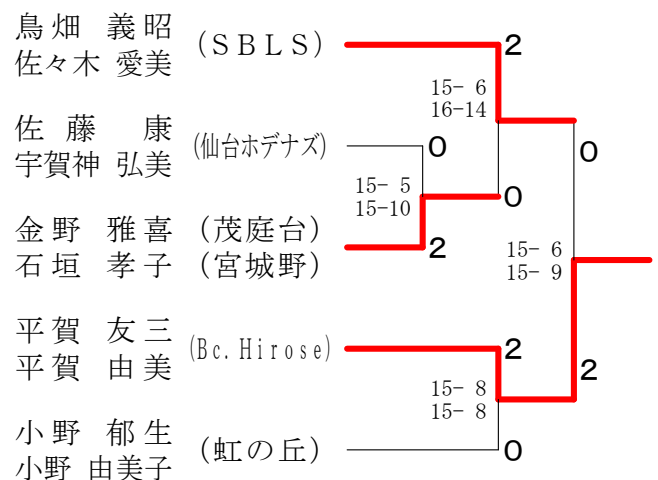 鳥畑 義昭
佐々木 愛美
(ＳＢＬＳ)
2
15- 6
16-14
佐藤 康
宇賀神 弘美
(仙台ホデナズ)
0
0
15- 5
15-10
0
金野 雅喜 (茂庭台)
石垣 孝子 (宮城野)
2
15- 6
15- 9
平賀 友三
平賀 由美
(Bc.Hirose)
2
2
15- 8
15- 8
小野 郁生
小野 由美子
(虹の丘)
0